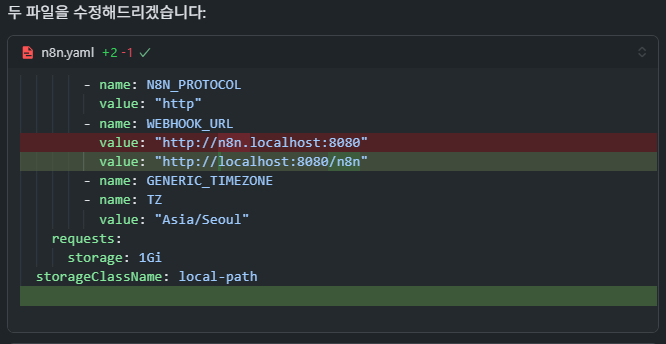 두 파일을 수정해드리겠습니다:
n8n.yaml +2 -1 ✓
- name: N8N_PROTOCOL
value: "http"
- name: WEBHOOK_URL
value: "http://n8n.localhost:8080"
value: "http://localhost:8080/n8n"
- name: GENERIC_TIMEZONE
- name: TZ
value: "Asia/Seoul"
requests:
storage: 1Gi
storageClassName: local-path